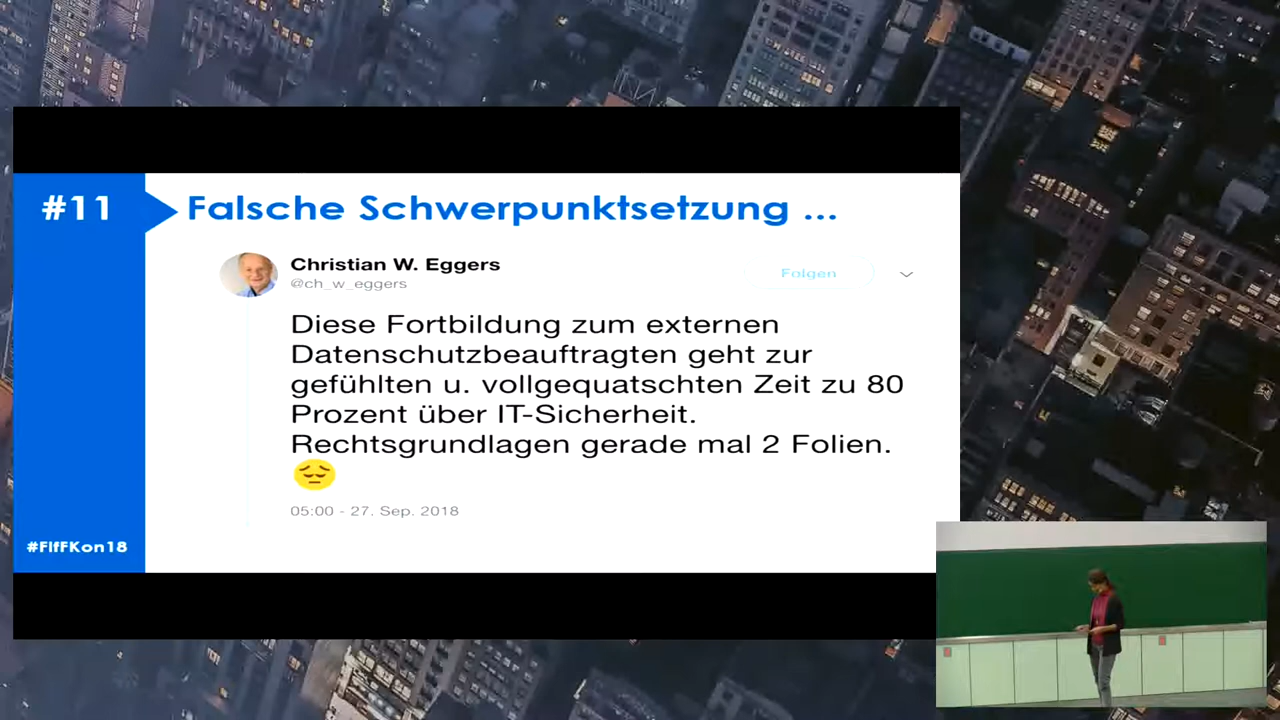 #11
Falsche Schwerpunktsetzung ...
Christian W. Eggers
@ch_w_eggers
Folgen
Diese Fortbildung zum externen
Datenschutzbeauftragten geht zur
gefühlten u. vollgequatschten Zeit zu 80
Prozent über IT-Sicherheit.
Rechtsgrundlagen gerade mal 2 Folien.
😔
05:00 - 27. Sep. 2018
#FIfFKon18